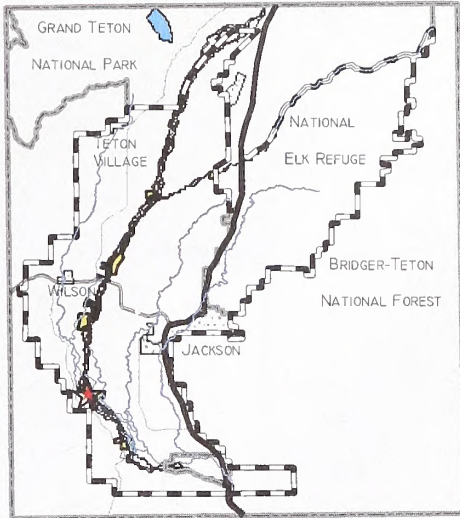 GRAND TETON
NATIONAL PARK
TETON
VILLAGE
NATIONAL
ELK REFUGE
BRIDGER-TETON
NATIONAL FOREST
WILSON
JACKSON